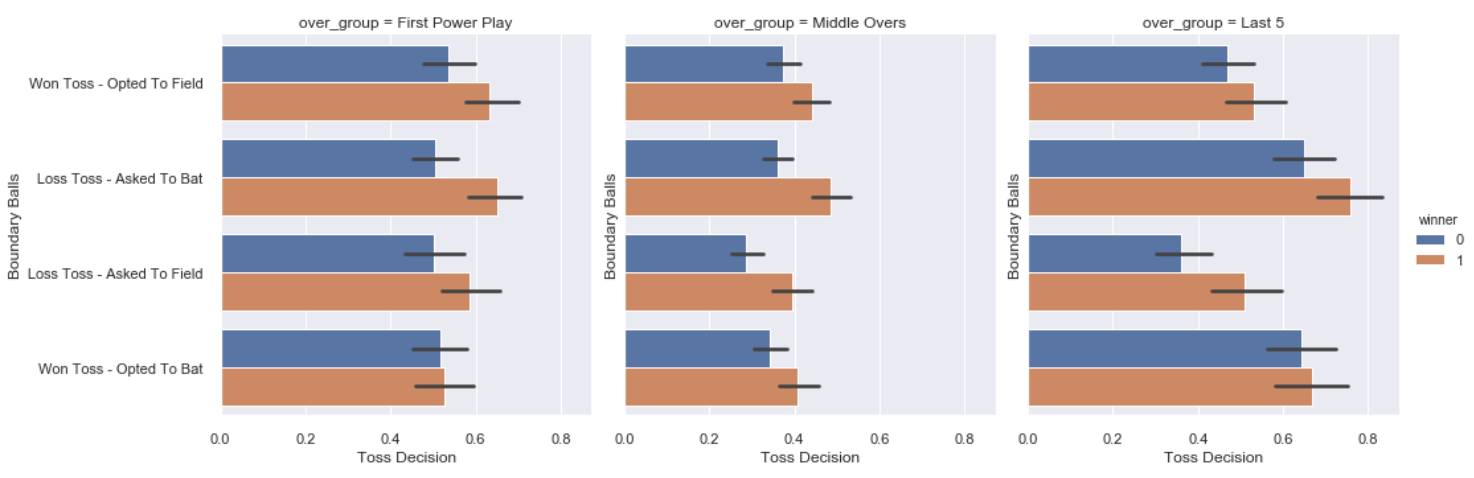 over_group = First Power Play
over_group = Middle Overs
over_group = Last 5
Boundary Balls
Won Toss - Opted To Field
Loss Toss - Asked To Bat
Loss Toss - Asked To Field
Won Toss - Opted To Bat
Boundary Balls
Boundary Balls
winner
0
1
0.0 0.2 0.4 0.6 0.8
0.0 0.2 0.4 0.6 0.8
0.0 0.2 0.4 0.6 0.8
Toss Decision
Toss Decision
Toss Decision